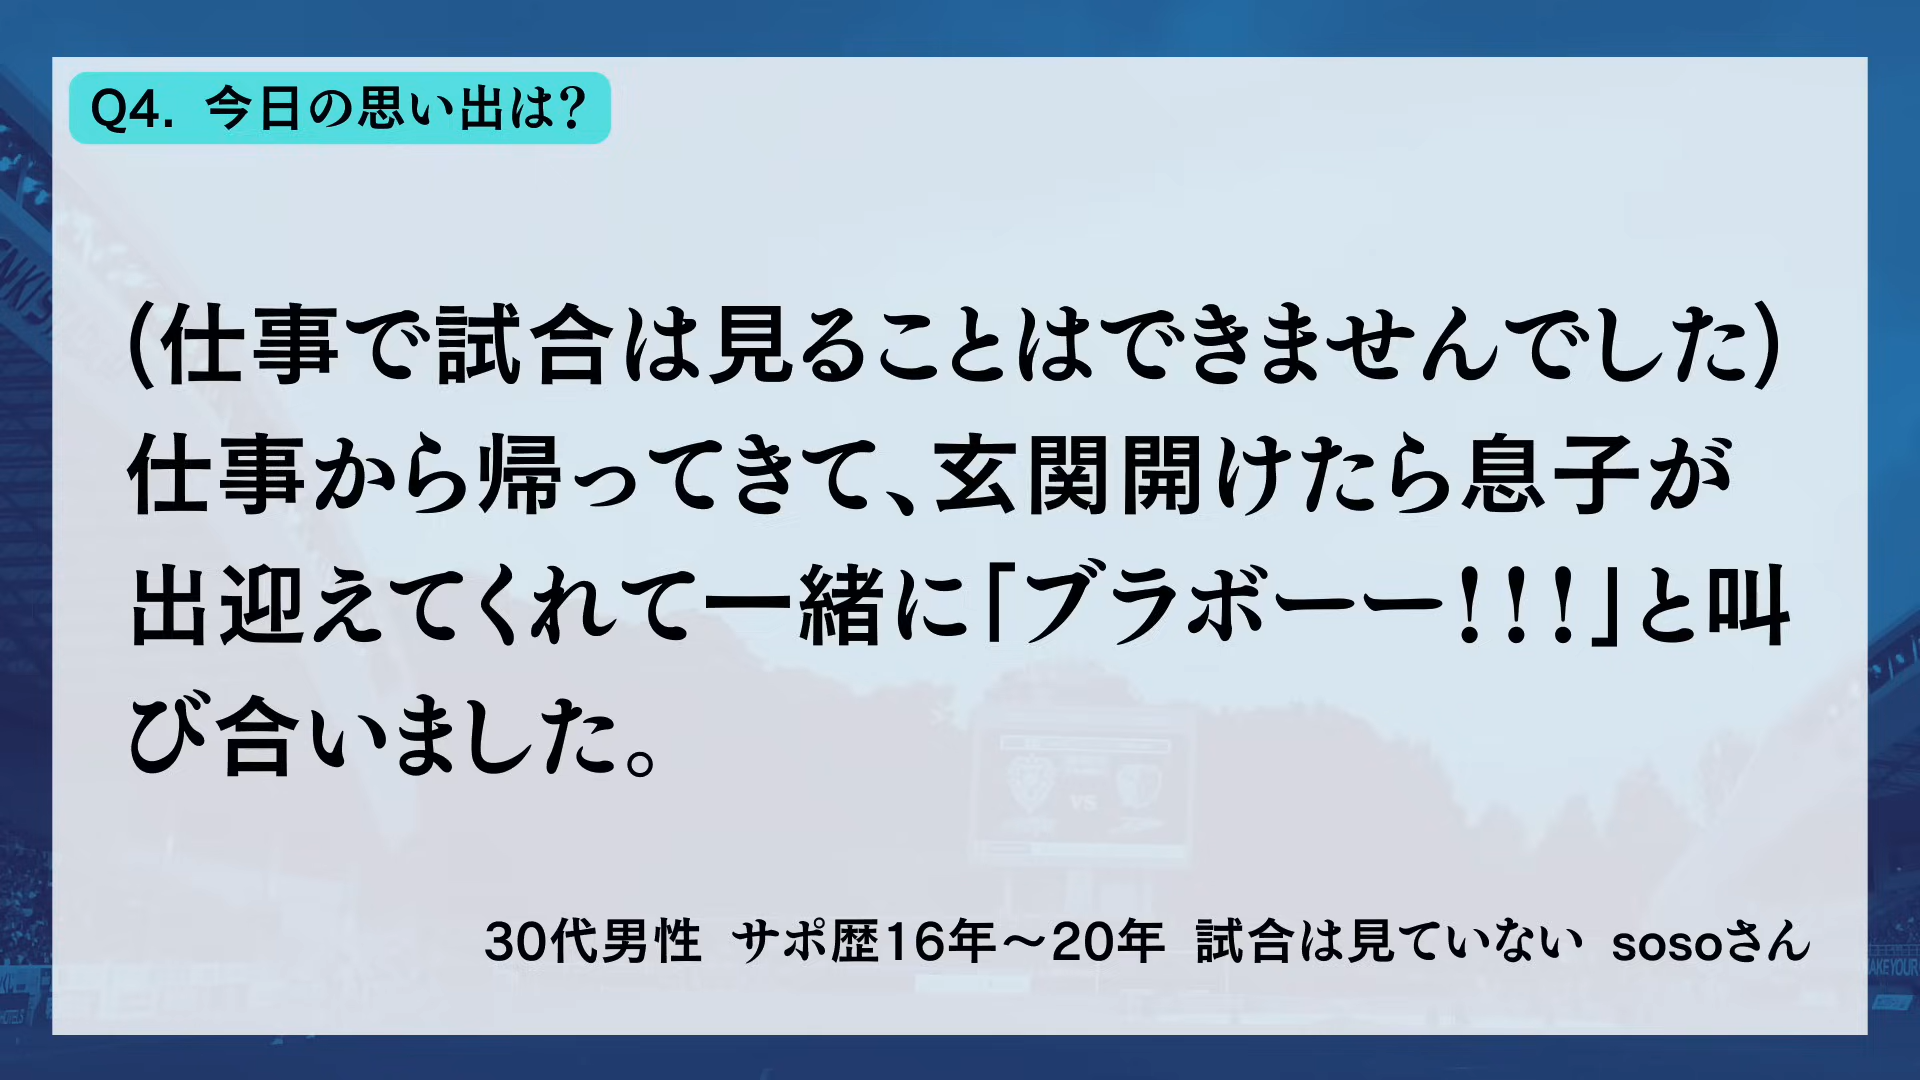 Q4. 今日の思い出は？
(仕事で試合は見ることはできませんでした)
仕事から帰ってきて、玄関開けたら息子が
出迎えてくれて一緒に「ブラボーー！！！」と叫
び合いました。
VS
30代男性 サポ歴16年〜20年 試合は見ていない sosoさん